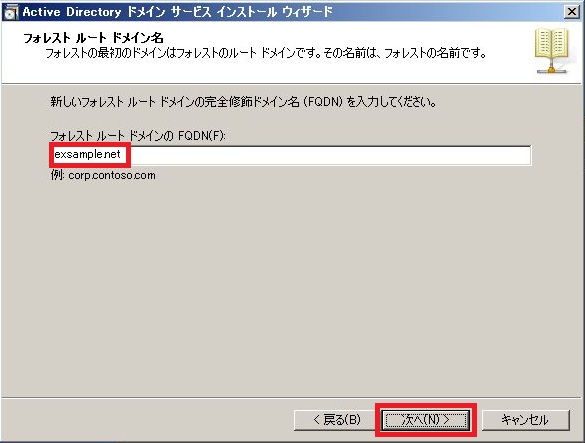 Active Directory ドメイン サービス インストール ウィザード
フォレスト ルート ドメイン名
フォレストの最初のドメインはフォレストのルート ドメインです。その名前は、フォレストの名前です。
新しいフォレスト ルート ドメインの完全修飾ドメイン名 (FQDN) を入力してください。
フォレスト ルート ドメインの FQDN(F):
exsample.net
例: corp.contoso.com
< 戻る(B) 次へ(N) > キャンセル